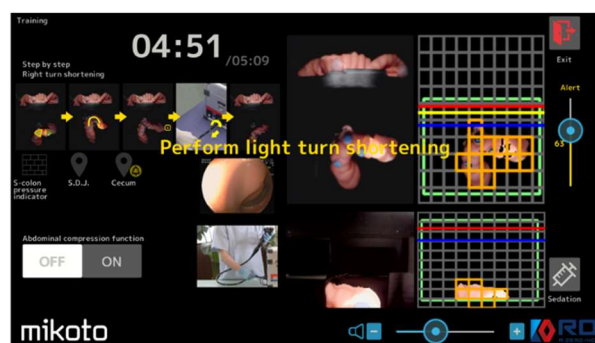 Training
04:51 /05:09
Step by step
Right turn shortening
Exit
Alert
Perform light turn shortening
63
S-colon
pressure
indicator
S.D.J.
Cecum
Abdominal compression function
OFF ON
Sedation
mikoto